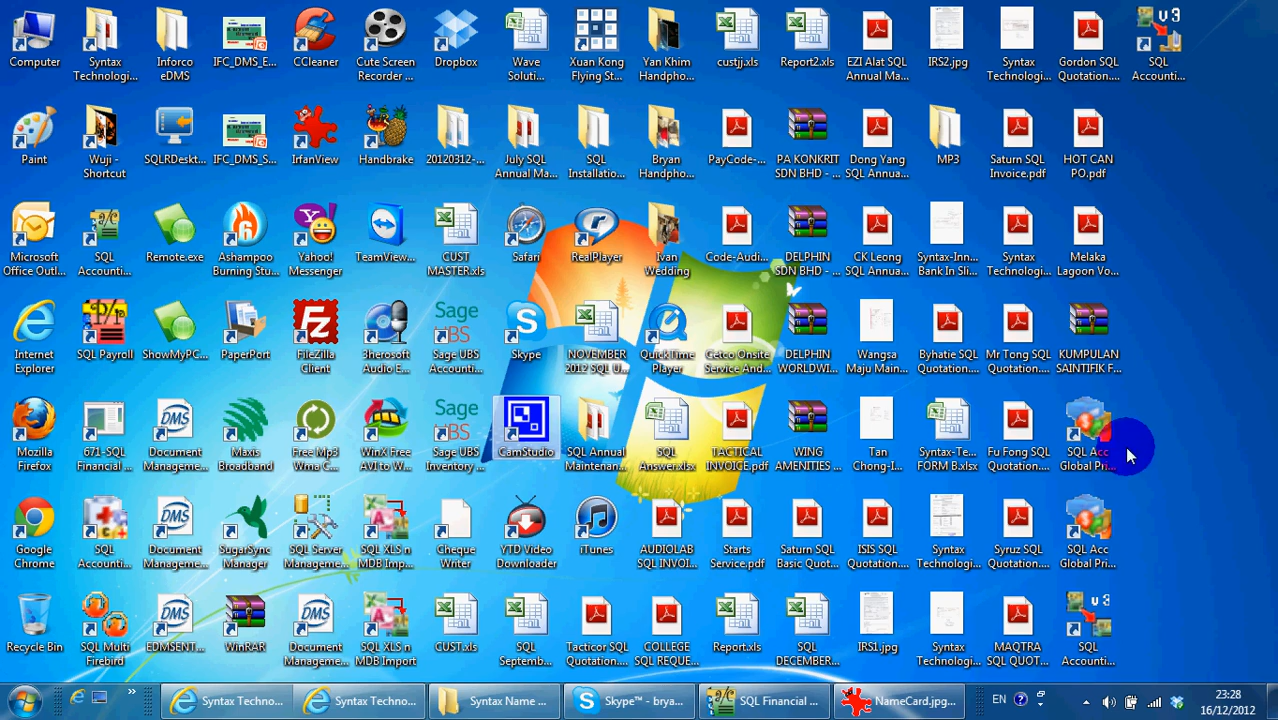 Computer
Syntax
Technologi...
Inforco
eDMS
IFC_DMS_E...
CCleaner
Cute Screen
Recorder ...
Dropbox
Wave
Soluti...
Xuan Kong
Flying St...
Yan Khim
Handpho...
custjj.xls
Report2.xls
EZI Alat SQL
Annual Ma...
IRS2.jpg
Syntax
Technologi...
Gordon SQL
Quotation....
v3
SQL
Accounti...
Paint
Wuji -
Shortcut
SQLRDeskt...
IFC_DMS_S...
IrfanView
Handbrake
20120312-...
July SQL
Annual Ma...
SQL
Installatio...
Bryan
Handpho...
PayCode-...
PA KONKRIT
SDN BHD - ...
Dong Yang
SQL Annua...
MP3
Saturn SQL
Invoice.pdf
HOT CAN
PO.pdf
Microsoft
Office Outl...
SQL
Accounti...
Remote.exe
Ashampoo
Burning Stu...
Yahoo!
Messenger
TeamView...
CUST
MASTER.xls
Safari
RealPlayer
Ivan
Wedding
Code-Audi...
DELPHIN
SDN BHD - ...
CK Leong
SQL Annua...
Syntax-Inn...
Bank In Sli...
Syntax
Technologi...
Melaka
Lagoon Vo...
Internet
Explorer
SQL Payroll
ShowMyPC...
PaperPort
FileZilla
Client
3herosoft
Audio E...
Sage
UBS
Sage UBS
Accounti...
Skype
NOVEMBER
2012 SQL U...
QuickTime
Player
Getco Onsite
Service And...
DELPHIN
WORLDWI...
Wangsa
Maju Main...
Byhatie SQL
Quotation....
Mr Tong SQL
Quotation....
KUMPULAN
SAINTIFIK F...
Mozilla
Firefox
671-SQL
Financial ...
DMS
Document
Manageme...
Maxis
Broadband
Free Mp3
Wma C...
WinX Free
AVI to W...
Sage
UBS
Sage UBS
Inventory ...
CamStudio
SQL Annual
Maintenan...
SQL
Answer.xlsx
TACTICAL
INVOICE.pdf
WING
AMENITIES ...
Tan
Chong-I...
Syntax-Te...
FORM B.xlsx
Fu Fong SQL
Quotation....
SQL Acc
Global Pri...
Google
Chrome
SQL
Accounti...
DMS
Document
Manageme...
SugarSync
Manager
SQL Server
Manageme...
SQL XLS n
MDB Imp...
Cheque
Writer
YTD Video
Downloader
iTunes
AUDIOLAB
SQL INVOI...
Starts
Service.pdf
Saturn SQL
Basic Quot...
ISIS SQL
Quotation....
Syntax
Technologi...
Syruz SQL
Quotation....
SQL Acc
Global Pri...
Recycle Bin
SQL Multi
Firebird
DMS
EDMSENT...
WinRAR
DMS
Document
Manageme...
SQL XLS n
MDB Import
CUST.xls
SQL
Septemb...
Tacticor SQL
Quotation....
COLLEGE
SQL REQUE...
Report.xls
SQL
DECEMBER...
IRS1.jpg
Syntax
Technologi...
MAQTRA
SQL QUOT...
v3
SQL
Accounti...
Syntax Techno...
Syntax Techno...
Syntax Name ...
Skype™ - brya...
SQL Financial ...
NameCard.jpg...
EN
23:28
16/12/2012